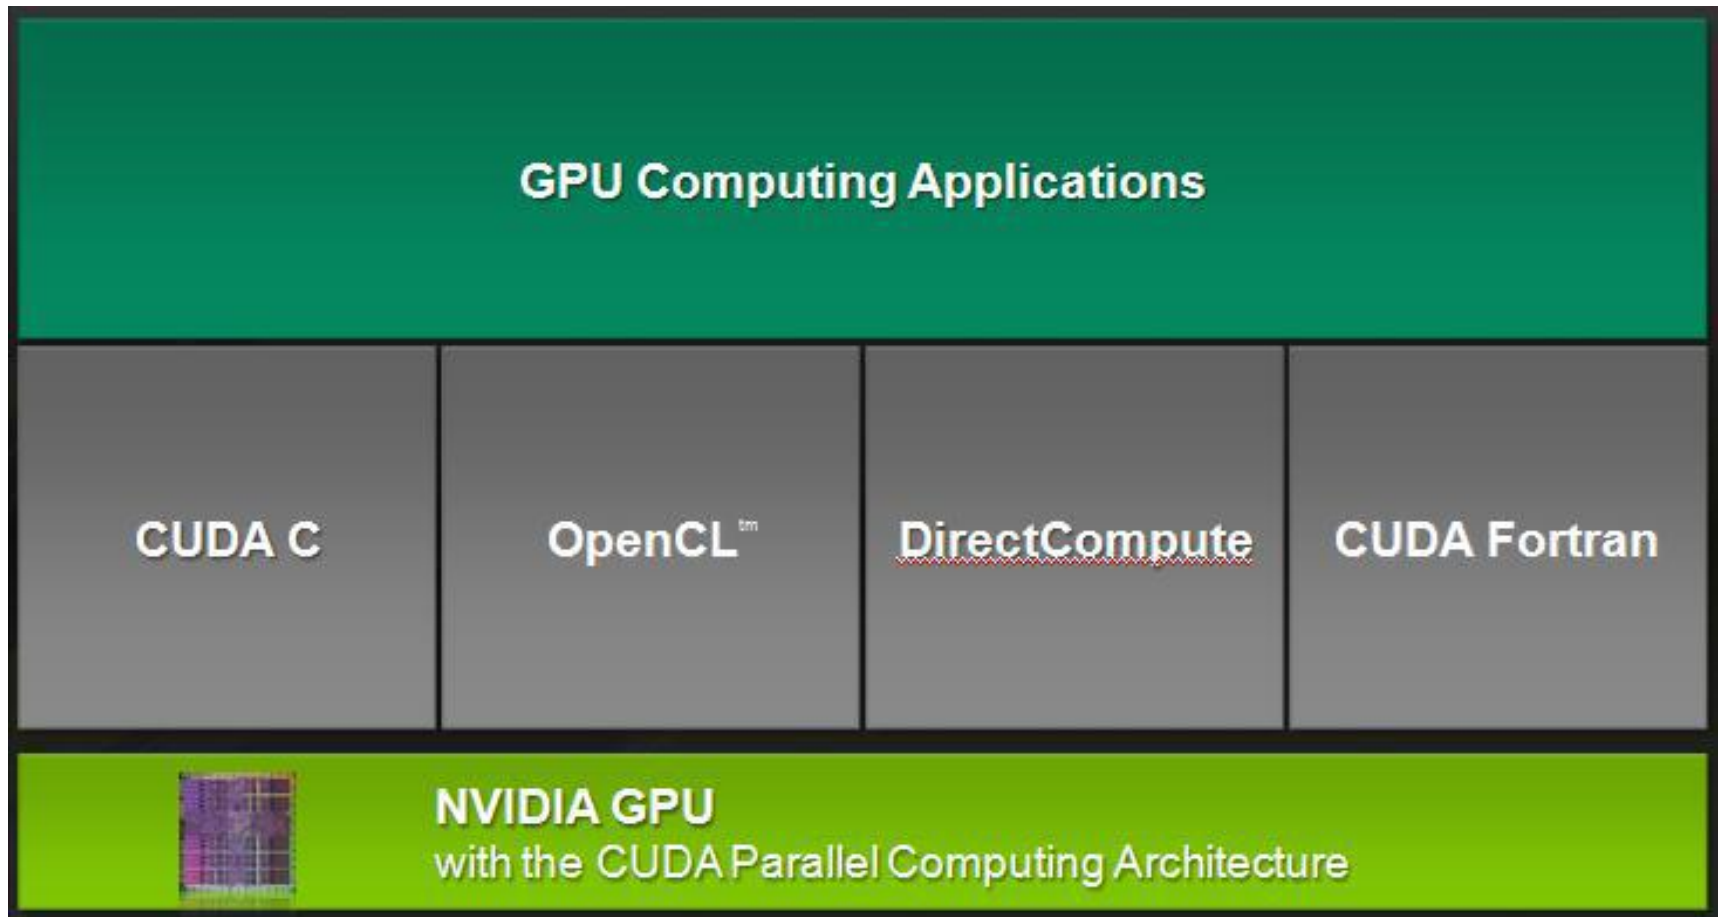 GPU Computing Applications
CUDA C
OpenCL™
DirectCompute
CUDA Fortran
NVIDIA GPU
with the CUDA Parallel Computing Architecture